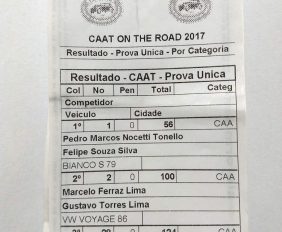 CAAT ON THE ROAD 2017
Resultado - Prova Unica - Por Categoria
Resultado - CAAT - Prova Unica
Col No Pen Total Categ
Competidor
Veiculo Cidade
1º 1 0 56 CAA
Pedro Marcos Nocetti Tonello
Felipe Souza Silva
BIANCO S 79
2º 2 0 100 CAA
Marcelo Ferraz Lima
Gustavo Torres Lima
VW VOYAGE 86